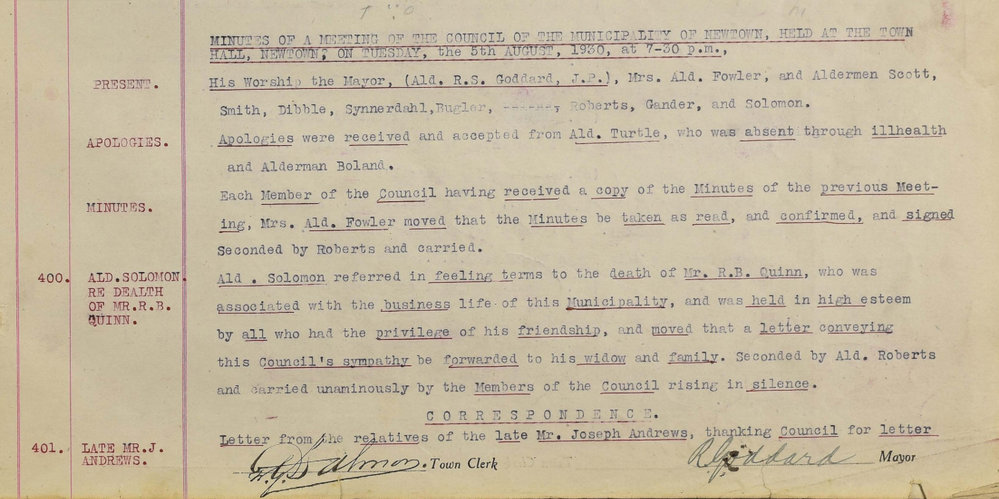 MINUTES OF A MEETING OF THE COUNCIL OF THE MUNICIPALITY OF NEWTOWN, HELD AT THE TOWN
HALL, NEWTOWN, ON TUESDAY, the 5th AUGUST, 1930, at 7-30 p.m.,
PRESENT. His Worship the Mayor, (Ald. R.S. Goddard, J.P.), Mrs. Ald. Fowler, and Aldermen Scott,
Smith, Dibble, Synnerdahl, Bugler, ------, Roberts, Gander, and Solomon.
APOLOGIES. Apologies were received and accepted from Ald. Turtle, who was absent through illhealth
and Alderman Boland.
Each Member of the Council having received a copy of the Minutes of the previous Meet-
MINUTES. ing, Mrs. Ald. Fowler moved that the Minutes be taken as read, and confirmed, and signed
Seconded by Roberts and carried.
400. ALD.SOLOMON. Ald . Solomon referred in feeling terms to the death of Mr. R.B. Quinn, who was
RE DEALTH
OF MR.R.B. associated with the business life of this Municipality, and was held in high esteem
QUINN. by all who had the privilege of his friendship, and moved that a letter conveying
this Council's sympathy be forwarded to his widow and family. Seconded by Ald. Roberts
and carried unaminously by the Members of the Council rising in silence.
CORRESPONDENCE.
401. LATE MR.J. Letter from the relatives of the late Mr. Joseph Andrews, thanking Council for letter
ANDREWS. Salmon. Town Clerk R Goddard Mayor